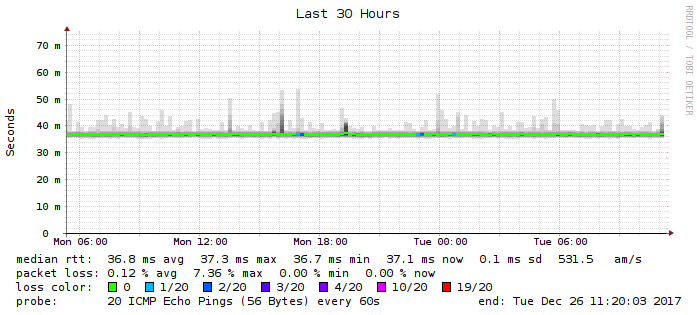 Last 30 Hours
RRDTOOL / TOBI OETIKER
Seconds
70 m
60 m
50 m
40 m
30 m
20 m
10 m
0
Mon 06:00 Mon 12:00 Mon 18:00 Tue 00:00 Tue 06:00
median rtt: 36.8 ms avg 37.3 ms max 36.7 ms min 37.1 ms now 0.1 ms sd 531.5 am/s
packet loss: 0.12 % avg 7.36 % max 0.00 % min 0.00 % now
loss color: 0 1/20 2/20 3/20 4/20 10/20 19/20
probe: 20 ICMP Echo Pings (56 Bytes) every 60s end: Tue Dec 26 11:20:03 2017